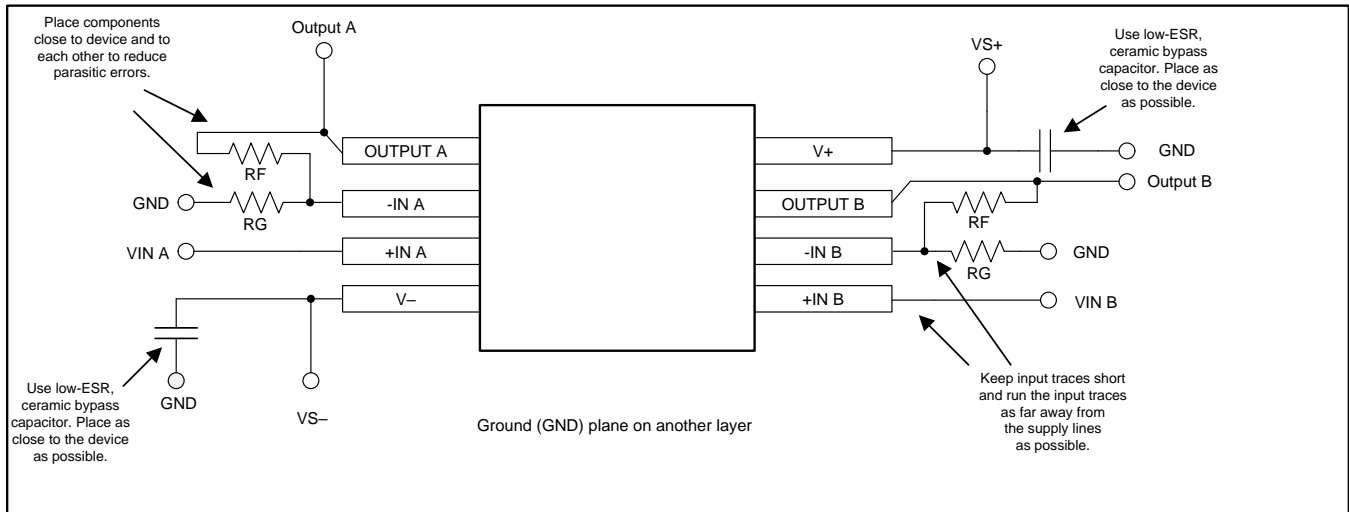 Place components
close to device and to
each other to reduce
parasitic errors.
Output A
VS+
Use low-ESR,
ceramic bypass
capacitor. Place as
close to the device
as possible.
OUTPUT A
V+
GND
RF
Output B
GND
-IN A
OUTPUT B
RF
RG
VIN A
+IN A
-IN B
GND
RG
V–
+IN B
VIN B
Use low-ESR,
ceramic bypass
capacitor. Place as
close to the device
as possible.
GND
VS–
Ground (GND) plane on another layer
Keep input traces short
and run the input traces
as far away from
the supply lines
as possible.